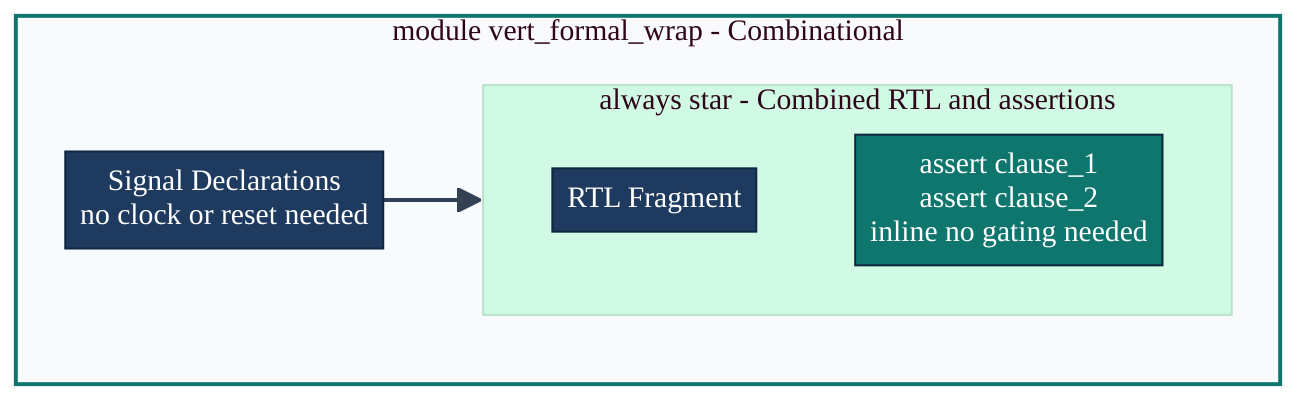 module vert_formal_wrap - Combinational
always star - Combined RTL and assertions
Signal Declarations
no clock or reset needed
RTL Fragment
assert clause_1
assert clause_2
inline no gating needed